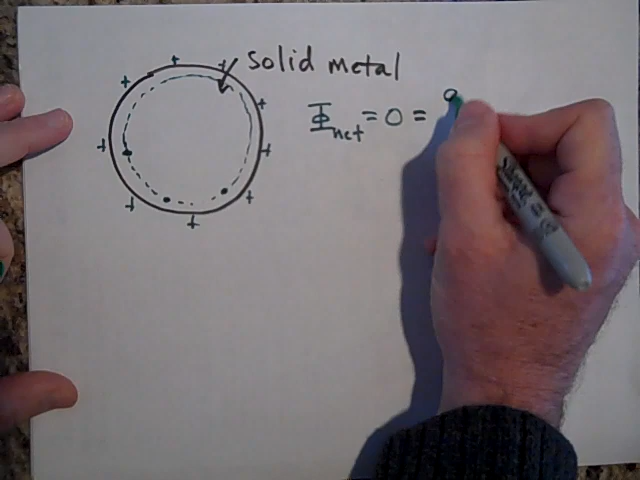 solid metal
Φnet = 0 =